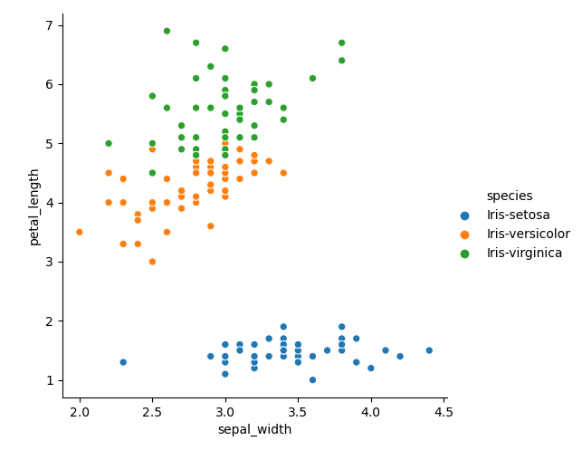 7
6
5
4
3
2
1
petal_length
2.0 2.5 3.0 3.5 4.0 4.5
sepal_width
species
Iris-setosa
Iris-versicolor
Iris-virginica